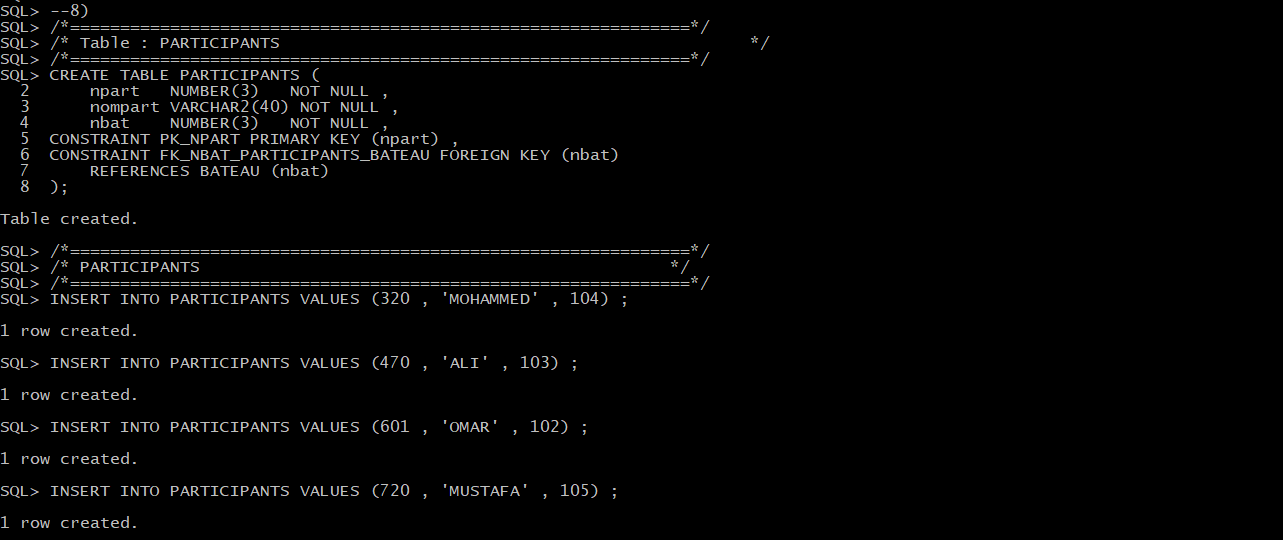 SQL> --8)
SQL> /*==============================================================*/
SQL> /* Table : PARTICIPANTS                                               */
SQL> /*==============================================================*/
SQL> CREATE TABLE PARTICIPANTS (
  2      npart   NUMBER(3)   NOT NULL ,
  3      nompart VARCHAR2(40) NOT NULL ,
  4      nbat    NUMBER(3)   NOT NULL ,
  5  CONSTRAINT PK_NPART PRIMARY KEY (npart) ,
  6  CONSTRAINT FK_NBAT_PARTICIPANTS_BATEAU FOREIGN KEY (nbat)
  7      REFERENCES BATEAU (nbat)
  8  );
Table created.
SQL> /*==============================================================*/
SQL> /* PARTICIPANTS                                               */
SQL> /*==============================================================*/
SQL> INSERT INTO PARTICIPANTS VALUES (320 , 'MOHAMMED' , 104) ;
1 row created.
SQL> INSERT INTO PARTICIPANTS VALUES (470 , 'ALI' , 103) ;
1 row created.
SQL> INSERT INTO PARTICIPANTS VALUES (601 , 'OMAR' , 102) ;
1 row created.
SQL> INSERT INTO PARTICIPANTS VALUES (720 , 'MUSTAFA' , 105) ;
1 row created.